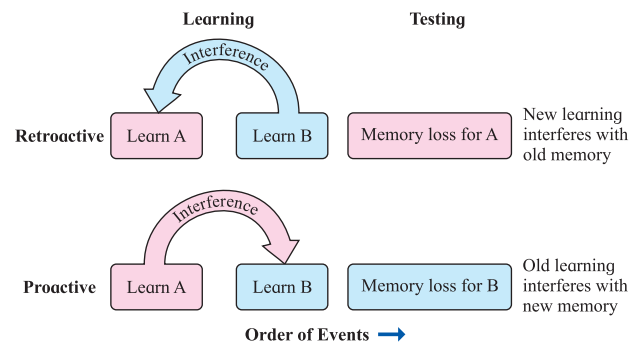 Learning
Testing
Interference
Retroactive
Learn A
Learn B
Memory loss for A
New learning
interferes with
old memory
Interference
Proactive
Learn A
Learn B
Memory loss for B
Old learning
interferes with
new memory
Order of Events